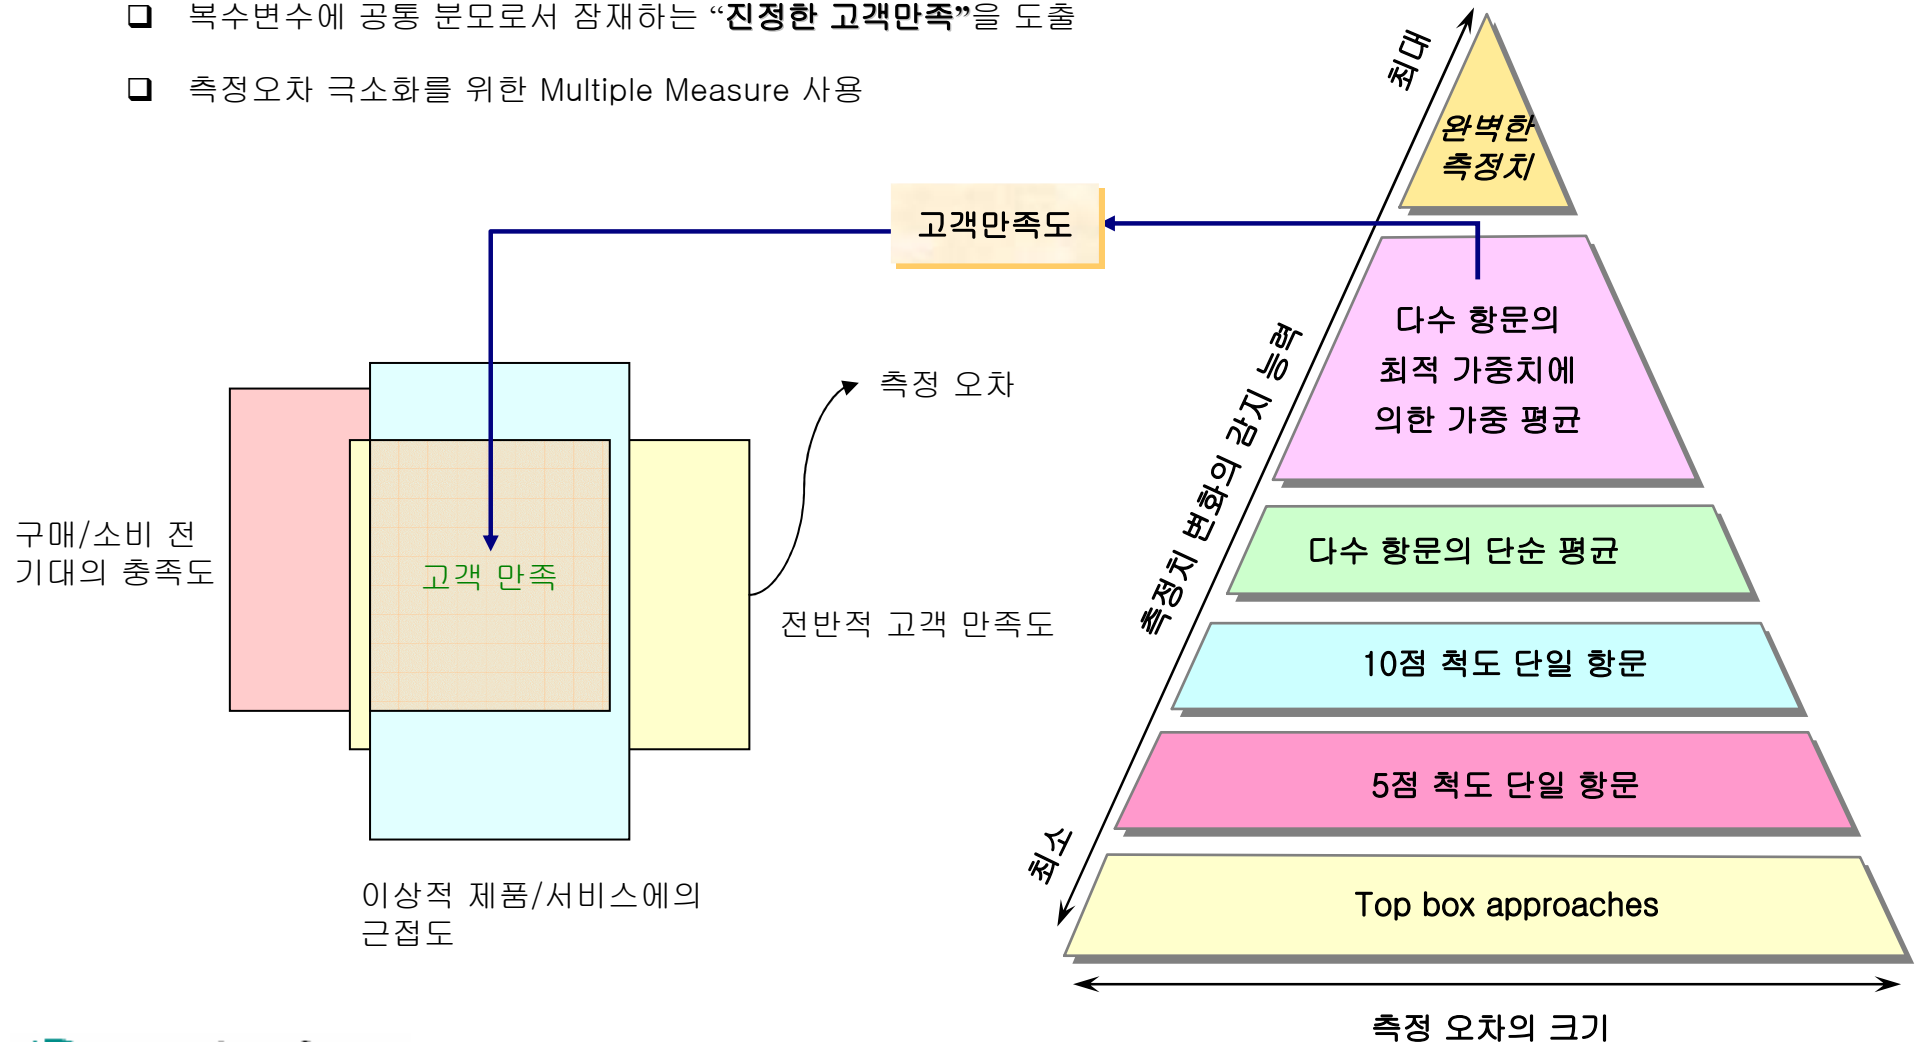 ❑ 복수변수에 공통 분모로서 잠재하는 “진정한 고객만족”을 도출
❑ 측정오차 극소화를 위한 Multiple Measure 사용
고객만족도
측정 오차
구매/소비 전
기대의 충족도
고객 만족
전반적 고객 만족도
이상적 제품/서비스에의
근접도
최대
측정치 변화의 감지 능력
최소
완벽한
측정치
다수 항문의
최적 가중치에
의한 가중 평균
다수 항문의 단순 평균
10점 척도 단일 항문
5점 척도 단일 항문
Top box approaches
측정 오차의 크기